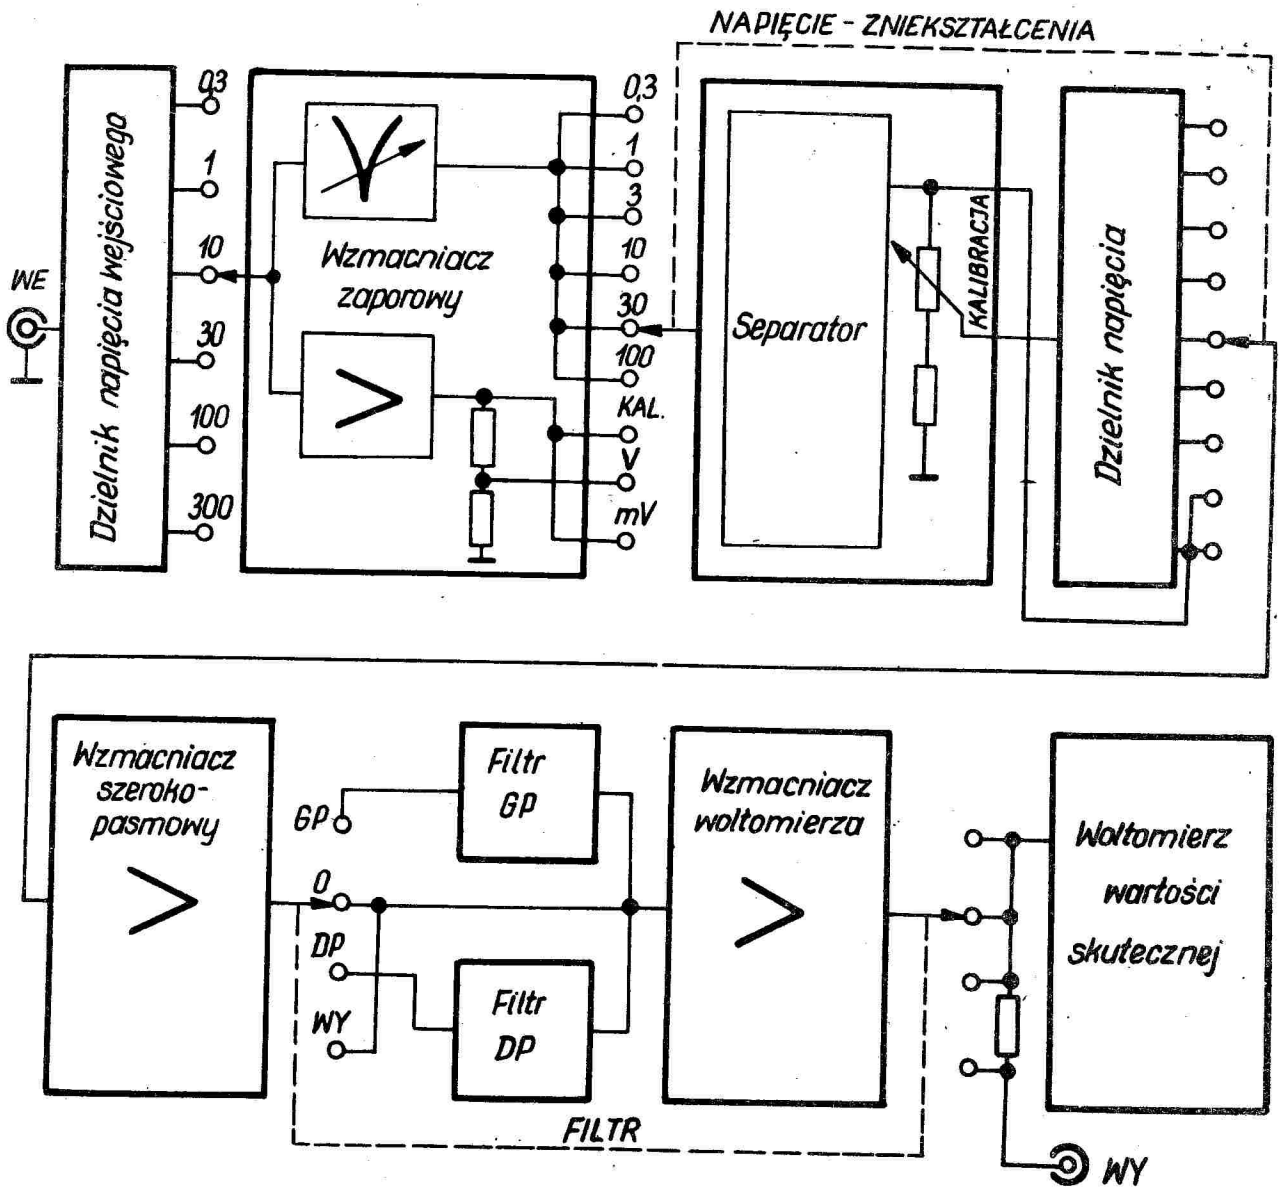 NAPIĘCIE - ZNIEKSZTAŁCENIA
WE
Dzielnik napięcia wejściowego
0,3
1
10
30
100
300
Wzmacniacz
zaporowy
0,3
1
3
10
30
100
KAL.
V
mV
Separator
KALIBRACJA
Dzielnik napięcia
Wzmacniacz
szeroko-
pasmowy
GP
0
DP
WY
Filtr
GP
Filtr
DP
FILTR
Wzmacniacz
woltomierza
Woltomierz
wartości
skutecznej
WY